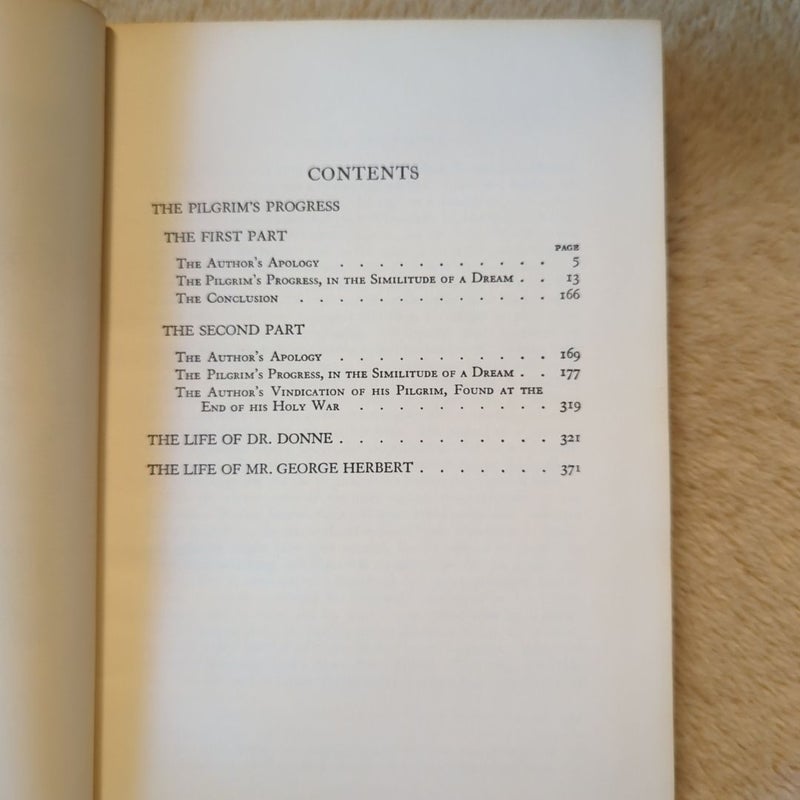 CONTENTS
THE PILGRIM'S PROGRESS
THE FIRST PART
PAGE
The Author's Apology . . . . . . . . . . . 5
The Pilgrim's Progress, in the Similitude of a Dream . . 13
The Conclusion . . . . . . . . . . . . . 166
THE SECOND PART
The Author's Apology . . . . . . . . . . . 169
The Pilgrim's Progress, in the Similitude of a Dream . . 177
The Author's Vindication of his Pilgrim, Found at the
End of his Holy War . . . . . . . . . . 319
THE LIFE OF DR. DONNE . . . . . . . . . . . 321
THE LIFE OF MR. GEORGE HERBERT . . . . . . . 371